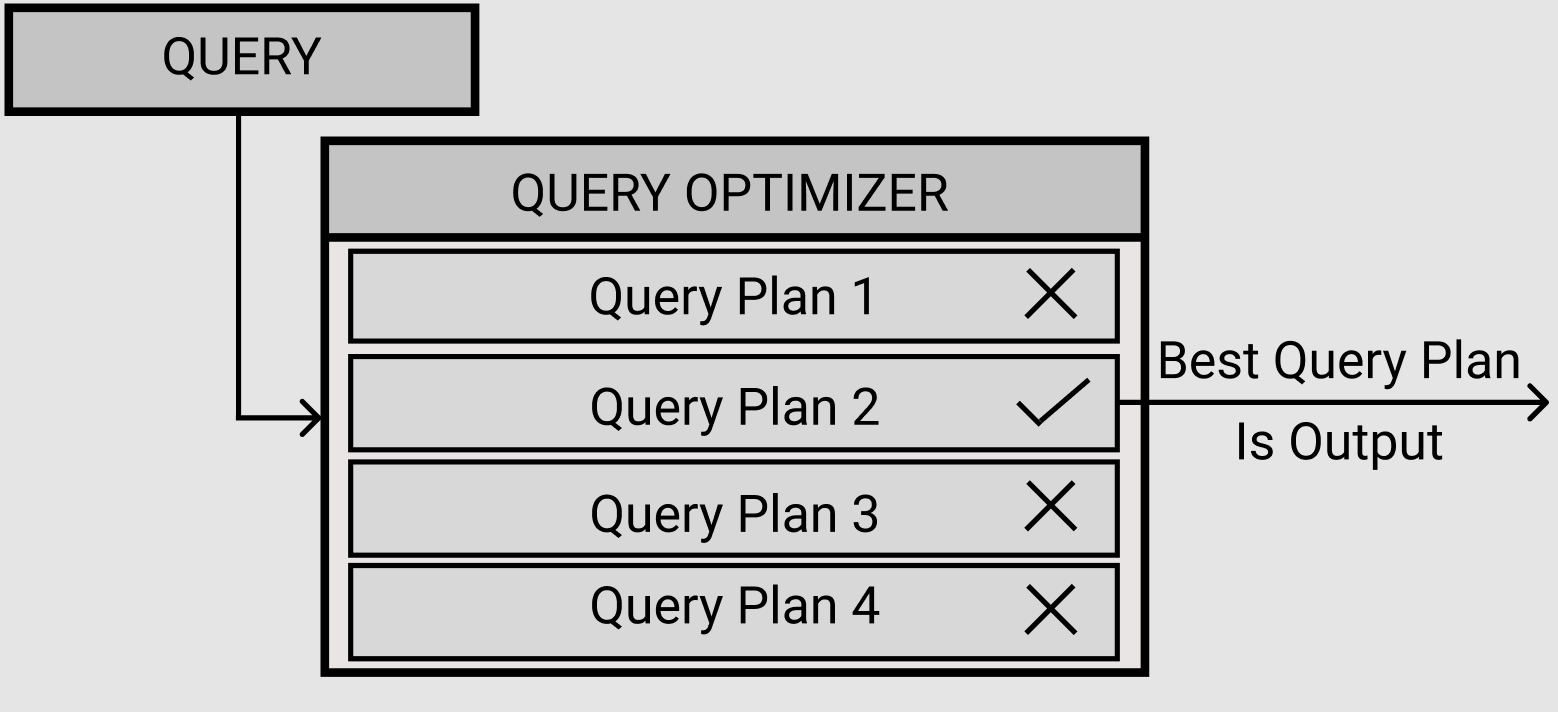 QUERY
QUERY OPTIMIZER
Query Plan 1
Query Plan 2
Best Query Plan
Is Output
Query Plan 3
Query Plan 4